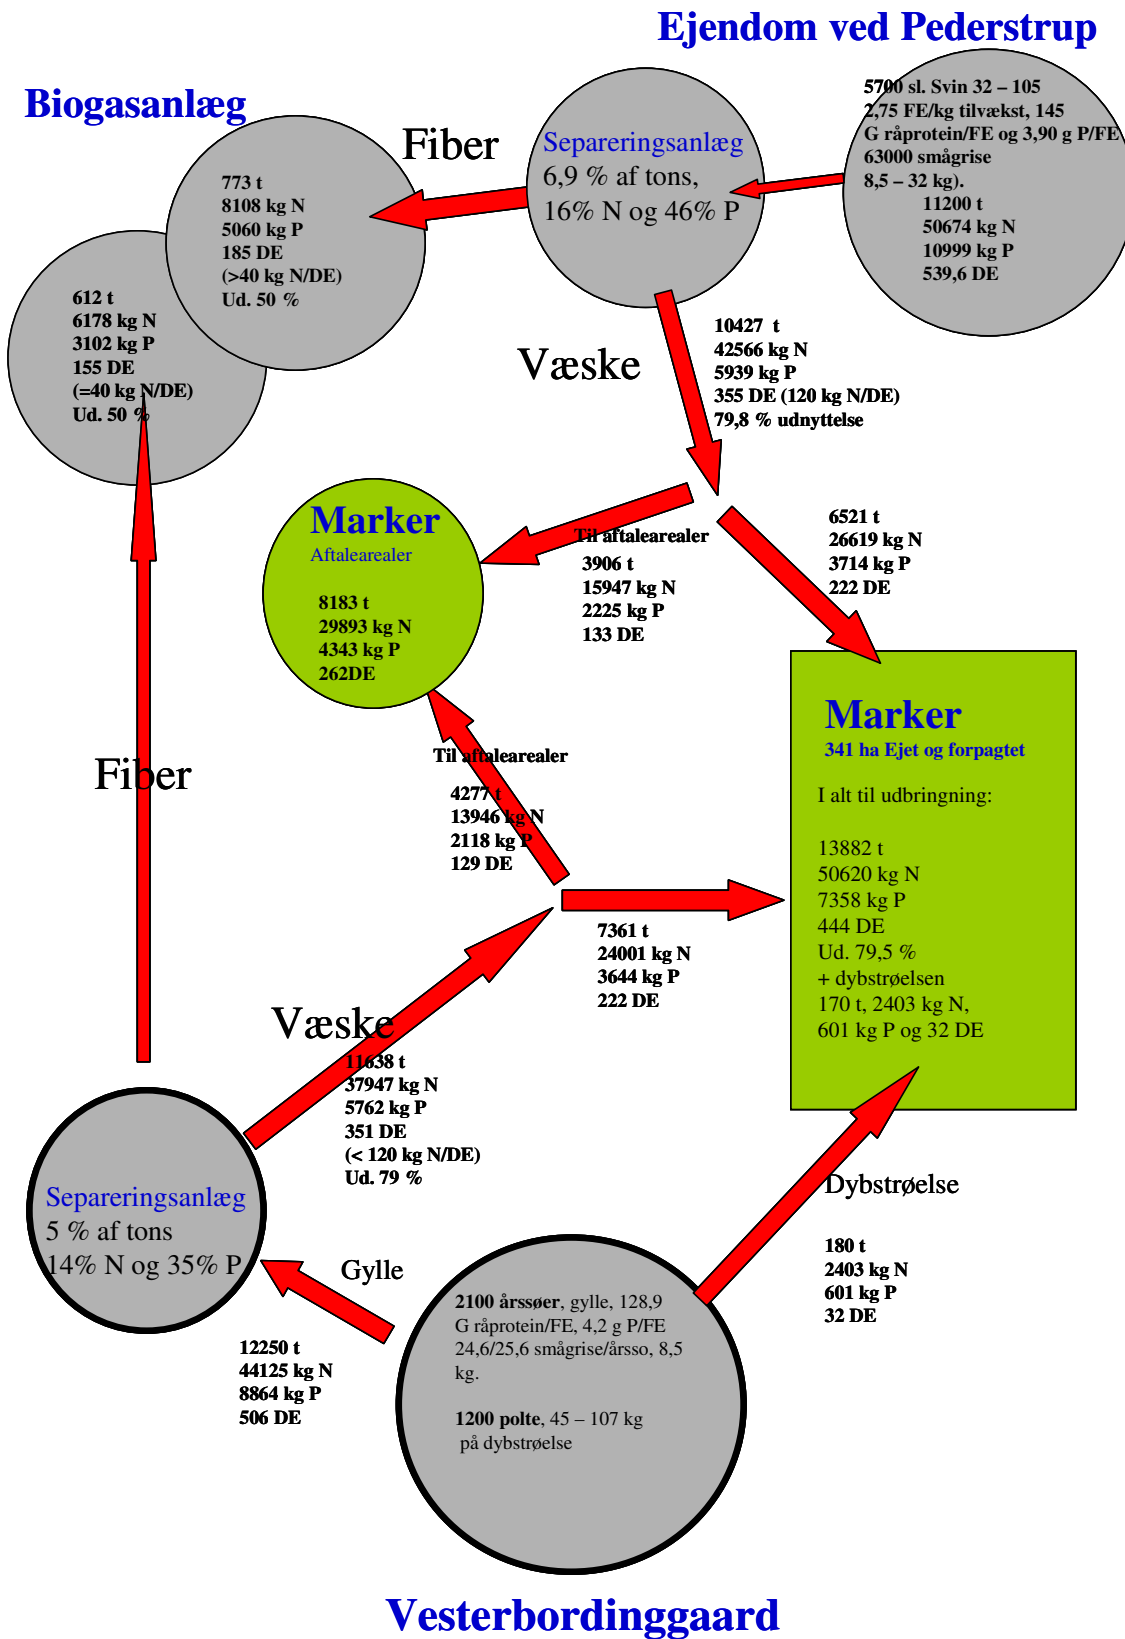 Ejendom ved Pederstrup
Biogasanlæg
5700 sl. Svin 32 – 105
2,75 FE/kg tilvækst, 145
G råprotein/FE og 3,90 g P/FE
63000 smågrise
8,5 – 32 kg).
11200 t
50674 kg N
10999 kg P
539,6 DE
Separeringsanlæg
6,9 % af tons,
16% N og 46% P
Fiber
773 t
8108 kg N
5060 kg P
185 DE
(>40 kg N/DE)
Ud. 50 %
612 t
6178 kg N
3102 kg P
155 DE
(=40 kg N/DE)
Ud. 50 %
Væske
10427 t
42566 kg N
5939 kg P
355 DE (120 kg N/DE)
79,8 % udnyttelse
Marker
Aftalearealer
8183 t
29893 kg N
4343 kg P
262DE
Til aftalearealer
3906 t
15947 kg N
2225 kg P
133 DE
6521 t
26619 kg N
3714 kg P
222 DE
Marker
341 ha Ejet og forpagtet
I alt til udbringning:
13882 t
50620 kg N
7358 kg P
444 DE
Ud. 79,5 %
+ dybstrøelsen
170 t, 2403 kg N,
601 kg P og 32 DE
Fiber
Til aftalearealer
4277 t
13946 kg N
2118 kg P
129 DE
7361 t
24001 kg N
3644 kg P
222 DE
Væske
11638 t
37947 kg N
5762 kg P
351 DE
(< 120 kg N/DE)
Ud. 79 %
Separeringsanlæg
5 % af tons
14% N og 35% P
Gylle
12250 t
44125 kg N
8864 kg P
506 DE
Dybstrøelse
180 t
2403 kg N
601 kg P
32 DE
2100 årssøer, gylle, 128,9
G råprotein/FE, 4,2 g P/FE
24,6/25,6 smågrise/årsso, 8,5
kg.
1200 polte, 45 – 107 kg
på dybstrøelse
Vesterbordinggaard